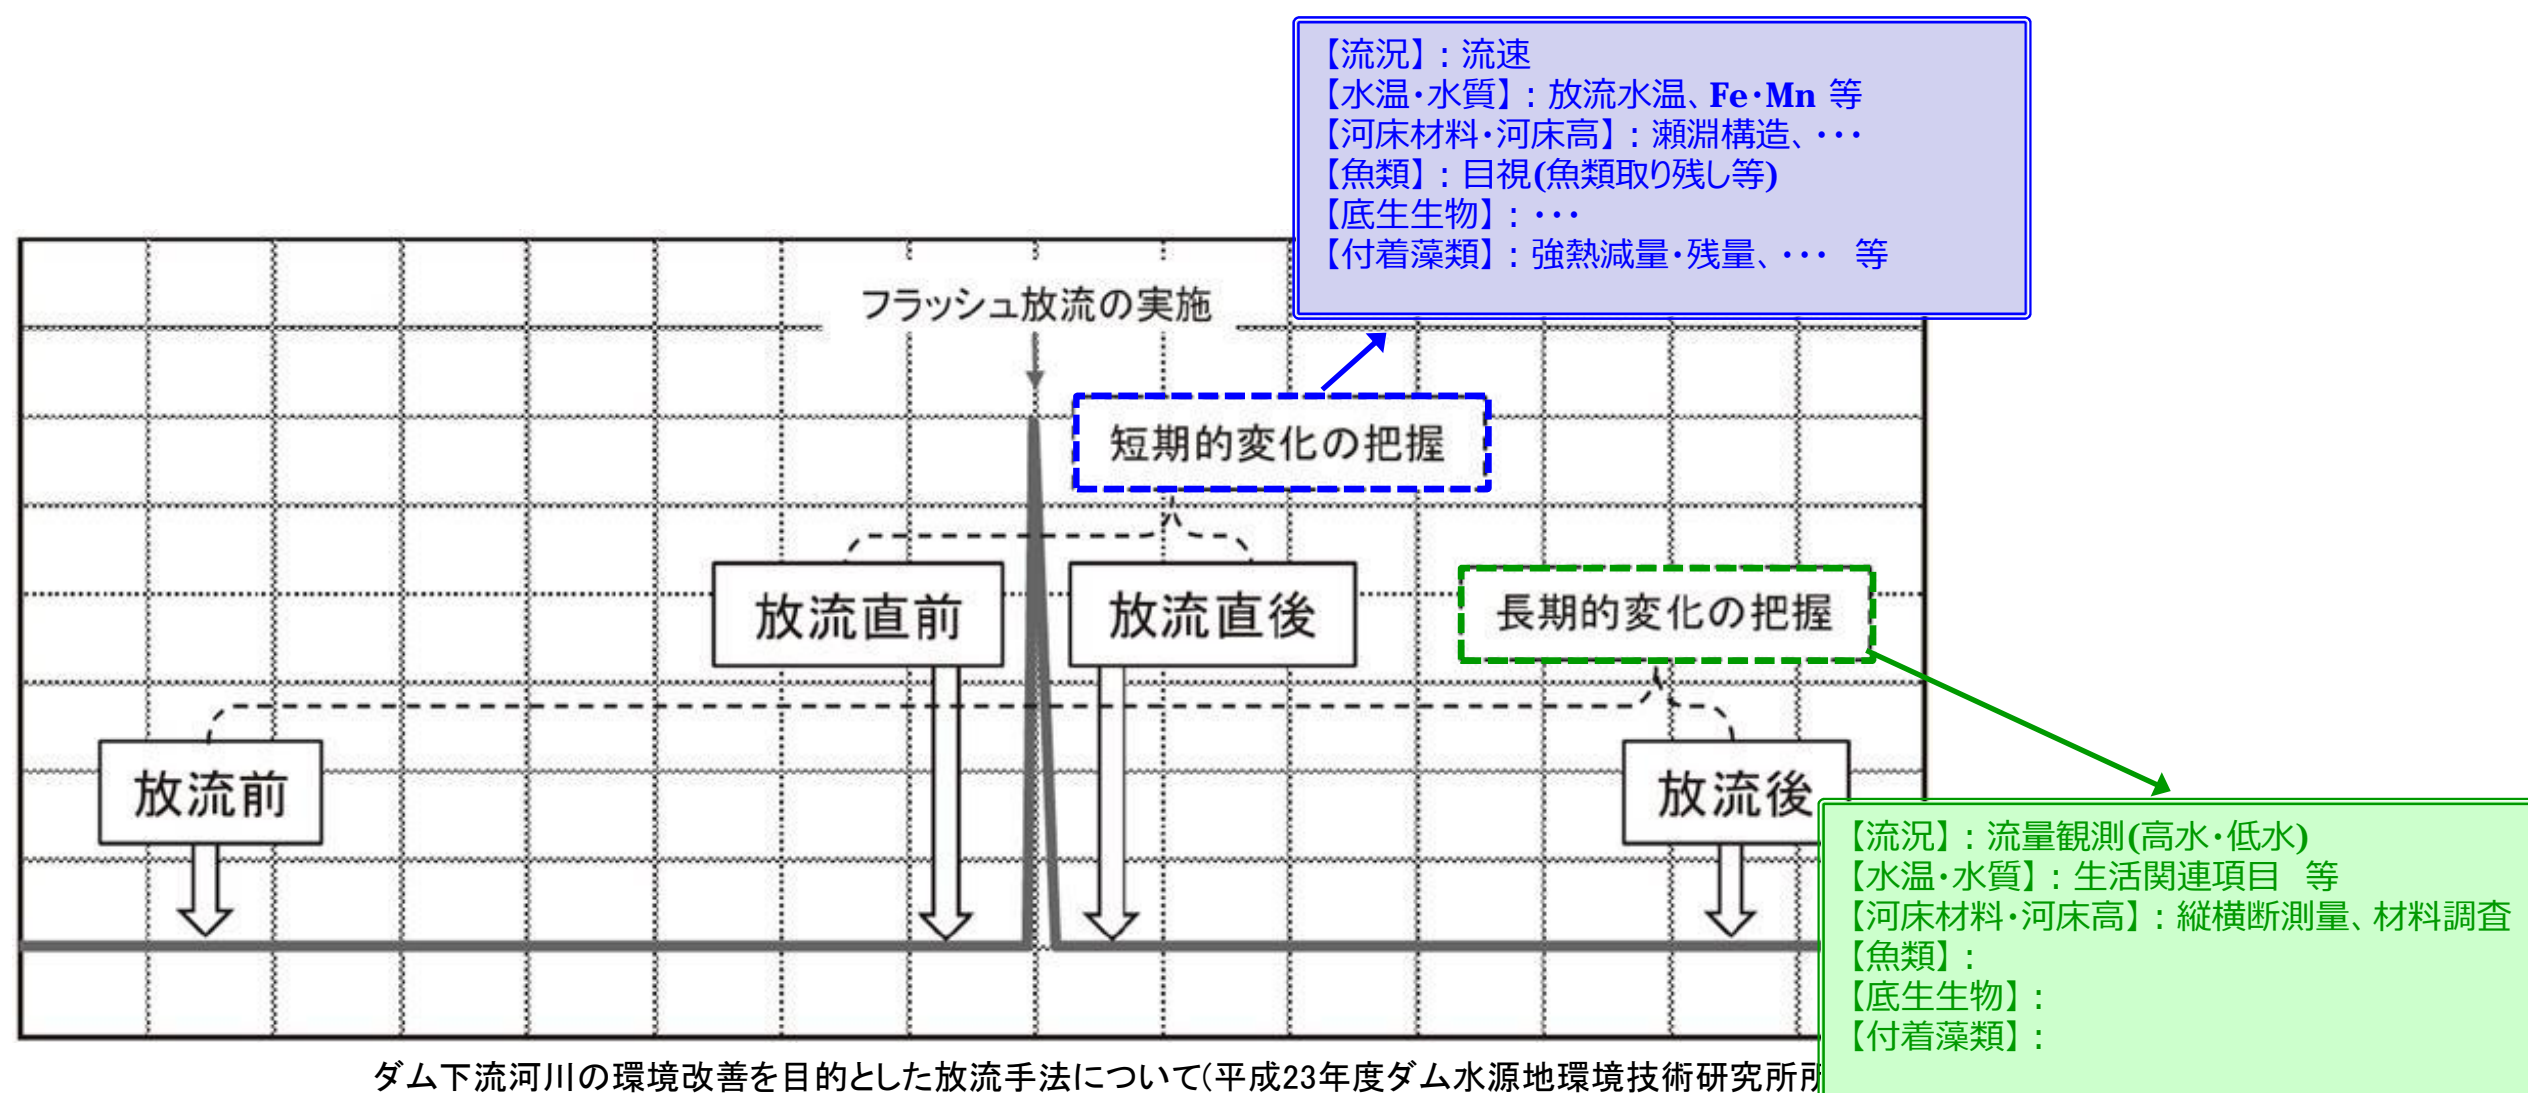 【流況】：流速
【水温・水質】：放流水温、Fe・Mn 等
【河床材料・河床高】：瀬淵構造、・・・
【魚類】：目視(魚類取り残し等)
【底生生物】：・・・
【付着藻類】：強熱減量・残量、・・・ 等
フラッシュ放流の実施
短期的変化の把握
放流直前
放流直後
長期的変化の把握
放流前
放流後
【流況】：流量観測(高水・低水)
【水温・水質】：生活関連項目 等
【河床材料・河床高】：縦横断測量、材料調査
【魚類】：
【底生生物】：
【付着藻類】：
ダム下流河川の環境改善を目的とした放流手法について(平成23年度ダム水源地環境技術研究所